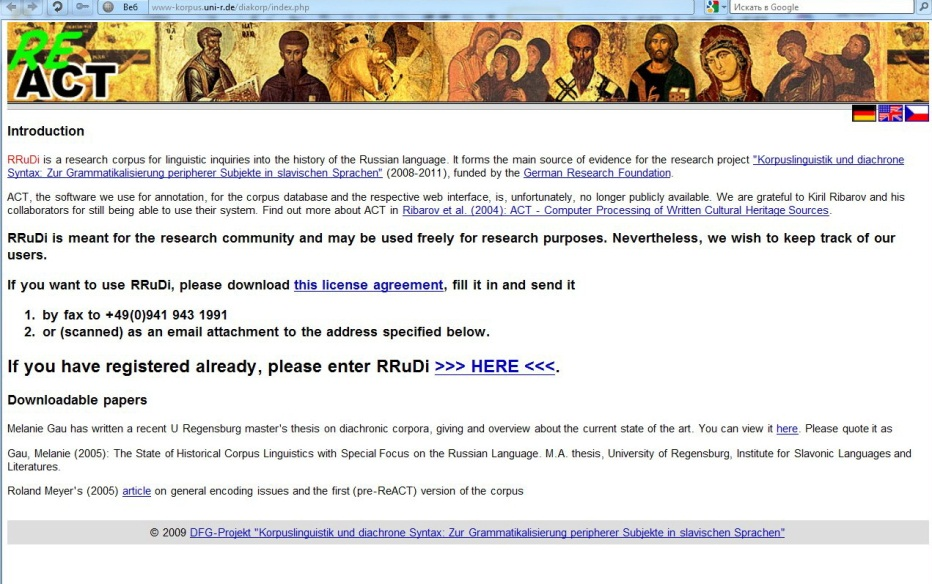 Веб
www-korpus.uni-r.de/diakorp/index.php
Искать в Google
RE
ACT
Introduction
RRuDi is a research corpus for linguistic inquiries into the history of the Russian language. It forms the main source of evidence for the research project "Korpuslinguistik und diachrone
Syntax: Zur Grammatikalisierung peripherer Subjekte in slavischen Sprachen" (2008-2011), funded by the German Research Foundation.
ACT, the software we use for annotation, for the corpus database and the respective web interface, is, unfortunately, no longer publically available. We are grateful to Kiril Ribarov and his
collaborators for still being able to use their system. Find out more about ACT in Ribarov et al. (2004): ACT - Computer Processing of Written Cultural Heritage Sources.
RRuDi is meant for the research community and may be used freely for research purposes. Nevertheless, we wish to keep track of our
users.
If you want to use RRuDi, please download this license agreement, fill it in and send it
1. by fax to +49(0)941 943 1991
2. or (scanned) as an email attachment to the address specified below.
If you have registered already, please enter RRuDi >>> HERE <<<.
Downloadable papers
Melanie Gau has written a recent U Regensburg master's thesis on diachronic corpora, giving and overview about the current state of the art. You can view it here. Please quote it as
Gau, Melanie (2005): The State of Historical Corpus Linguistics with Special Focus on the Russian Language. M.A. thesis, University of Regensburg, Institute for Slavonic Languages and
Literatures.
Roland Meyer's (2005) article on general encoding issues and the first (pre-ReACT) version of the corpus
© 2009 DFG-Projekt "Korpuslinguistik und diachrone Syntax: Zur Grammatikalisierung peripherer Subjekte in slavischen Sprachen"